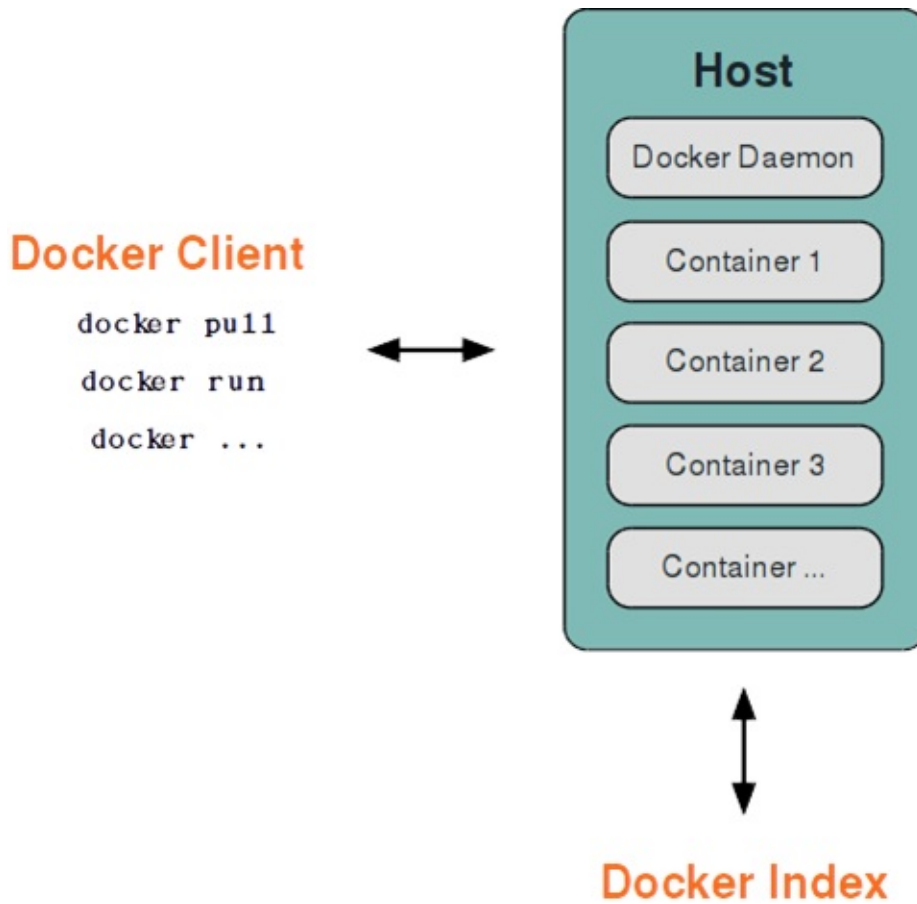 Host
Docker Daemon
Container 1
Container 2
Container 3
Container ...
Docker Client
docker pull
docker run
docker ...
Docker Index